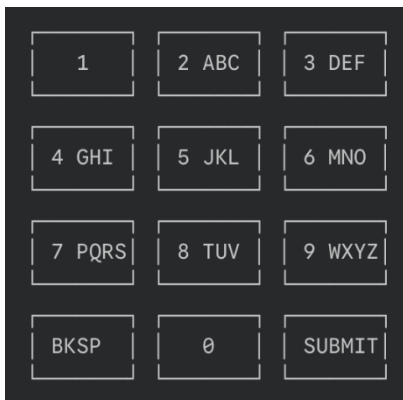 1 2 ABC 3 DEF
4 GHI 5 JKL 6 MNO
7 PQRS 8 TUV 9 WXYZ
BKSP 0 SUBMIT